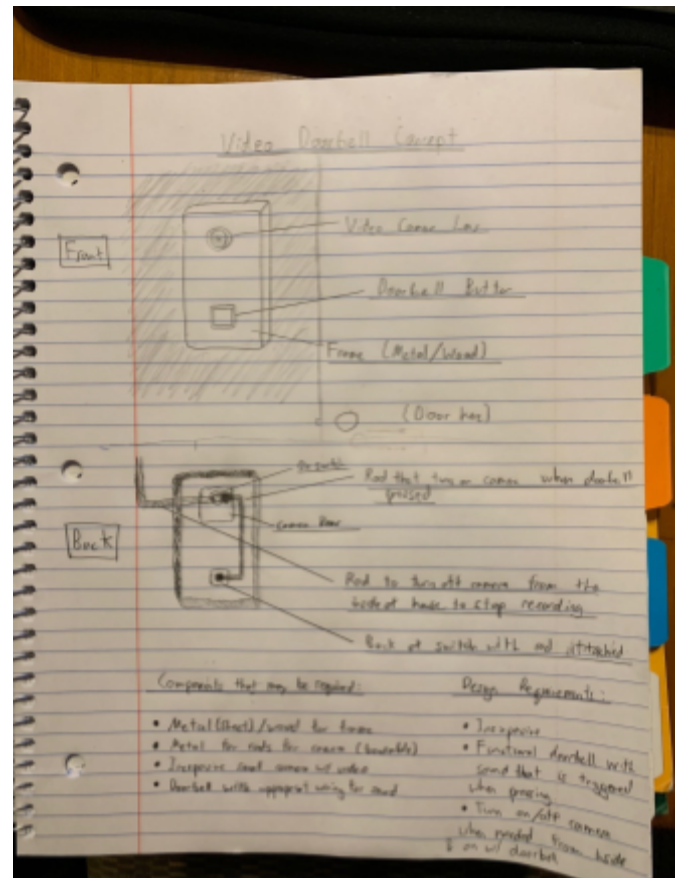 Video Doorbell Concept
Front
Video Camera Lens
Doorbell Button
Frame (Metal/Wood)
(Door
On switch
Rod that turns on camera when doorbell
pressed
Camera
Back
Rod to turn off camera from the
inside of house to stop recording
Back of switch with rod attached
Components that may be required:
• Metal (sheet)/wood for frame
• Metal for rods for camera (bendable)
• Inexpensive small camera w/ video
• Doorbell with appropriate wiring for sound
Design Requirements:
• Inexpensive
• Functional doorbell with
sound that is triggered
when pressing
• Turn on/off camera
when needed from inside
& on w/ doorbell